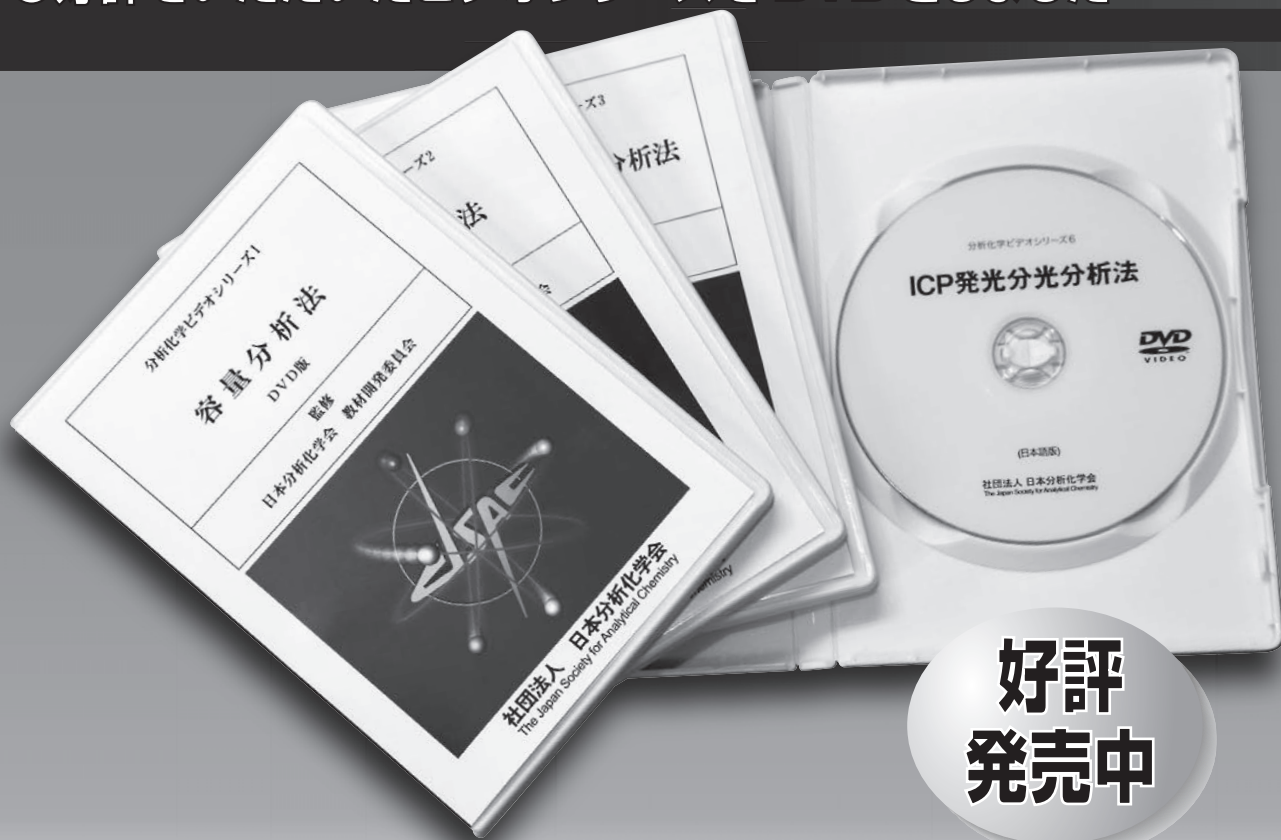 分析化学ビデオシリーズ1
容量分析法
DVD版
監修
日本分析化学会 教材開発委員会
JSAC
社団法人 日本分析化学会
The Japan Society for Analytical Chemistry
ーズ2
法
会
ーズ3
析法
分析化学ビデオシリーズ6
ICP発光分光分析法
DVD
VIDEO
(日本語版)
社団法人 日本分析化学会
The Japan Society for Analytical Chemistry
好評
発売中